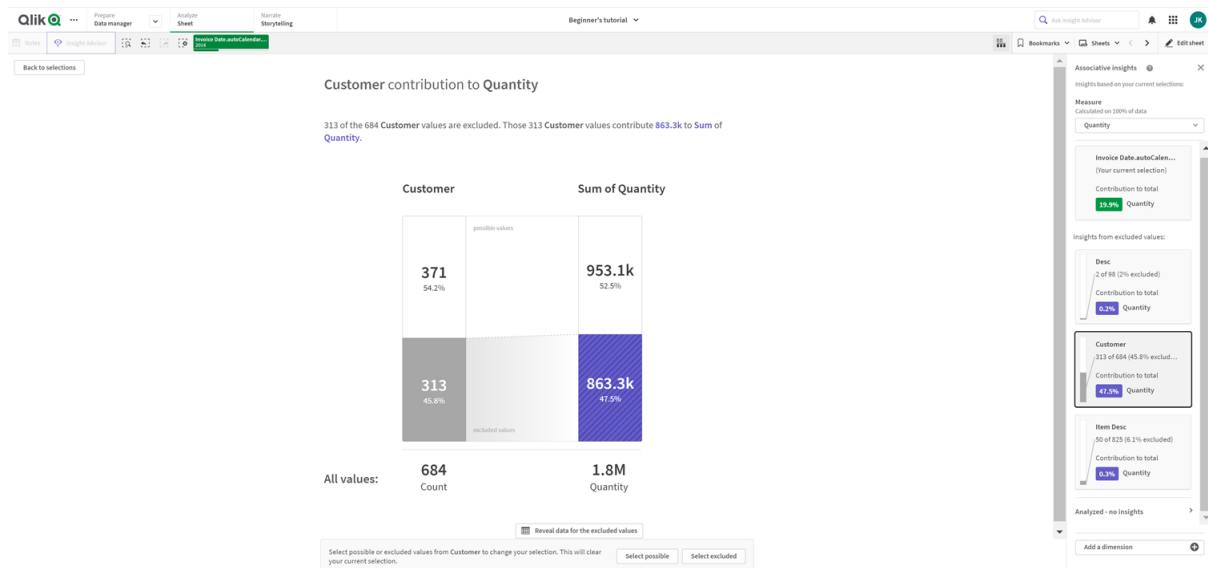 Qlik
Prepare
Data manager
Analyze
Sheet
Narrate
Storytelling
Beginner's tutorial
Ask Insight Advisor
JK
Notes
Insight Advisor
Invoice Date.autoCalendar....
2014
Bookmarks
Sheets
Edit sheet
Back to selections
Customer contribution to Quantity
313 of the 684 Customer values are excluded. Those 313 Customer values contribute 863.3k to Sum of
Quantity.
Customer
Sum of Quantity
possible values
371
54.2%
953.1k
52.5%
313
45.8%
863.3k
47.5%
excluded values
All values:
684
Count
1.8M
Quantity
Reveal data for the excluded values
Select possible or excluded values from Customer to change your selection. This will clear
your current selection.
Select possible
Select excluded
Associative insights
Insights based on your current selections:
Measure
Calculated on 100% of data
Quantity
Invoice Date.autoCalen...
(Your current selection)
Contribution to total
19.9% Quantity
Insights from excluded values:
Desc
2 of 98 (2% excluded)
Contribution to total
0.2% Quantity
Customer
313 of 684 (45.8% exclud...
Contribution to total
47.5% Quantity
Item Desc
50 of 825 (6.1% excluded)
Contribution to total
0.3% Quantity
Analyzed - no insights
Add a dimension